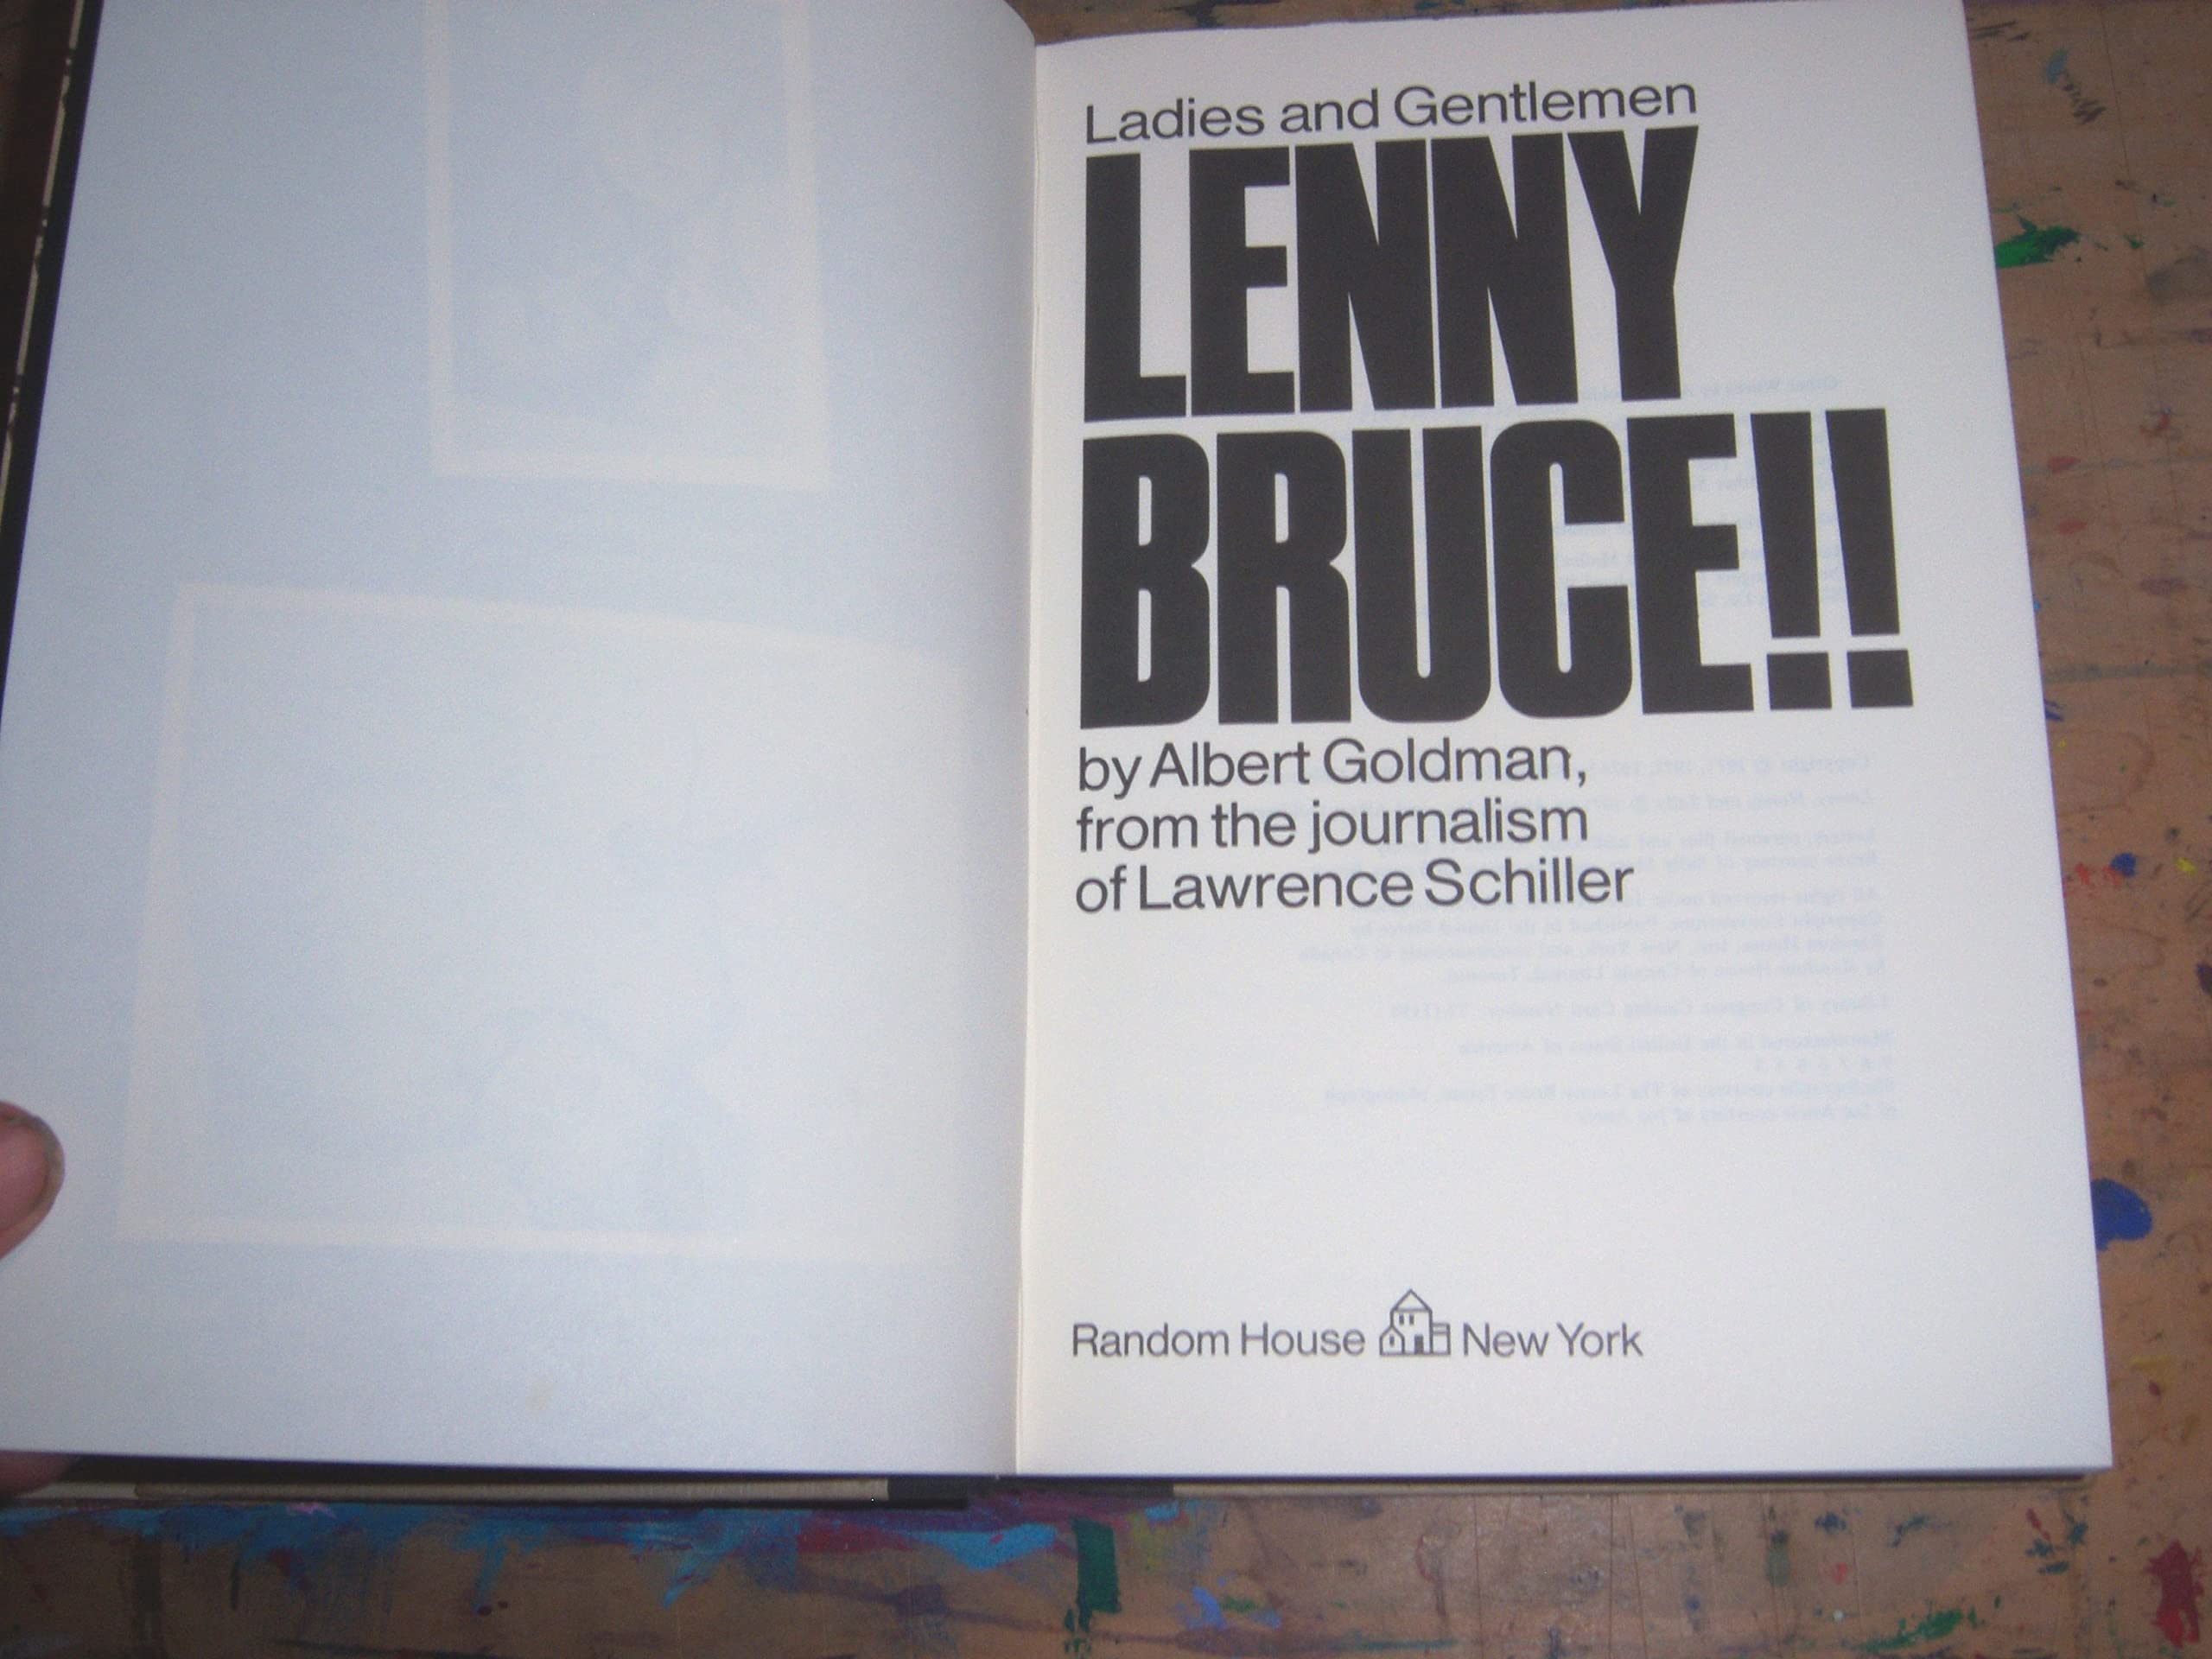 Ladies and Gentlemen
LENNY
BRUCE!!
by Albert Goldman,
from the journalism
of Lawrence Schiller
Random House New York